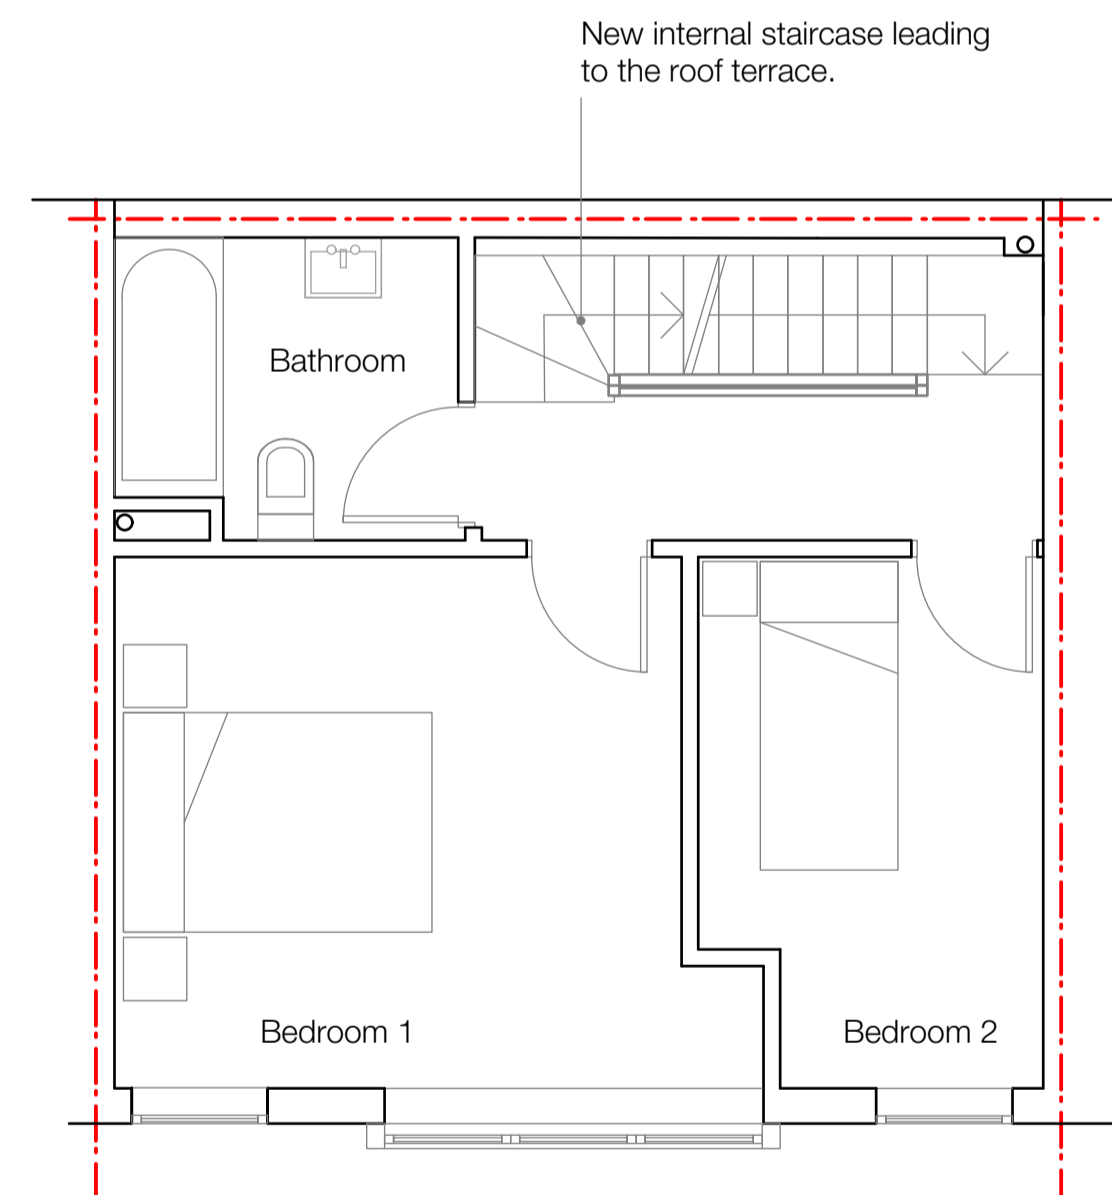 New internal staircase leading
to the roof terrace.
Bathroom
Bedroom 1
Bedroom 2